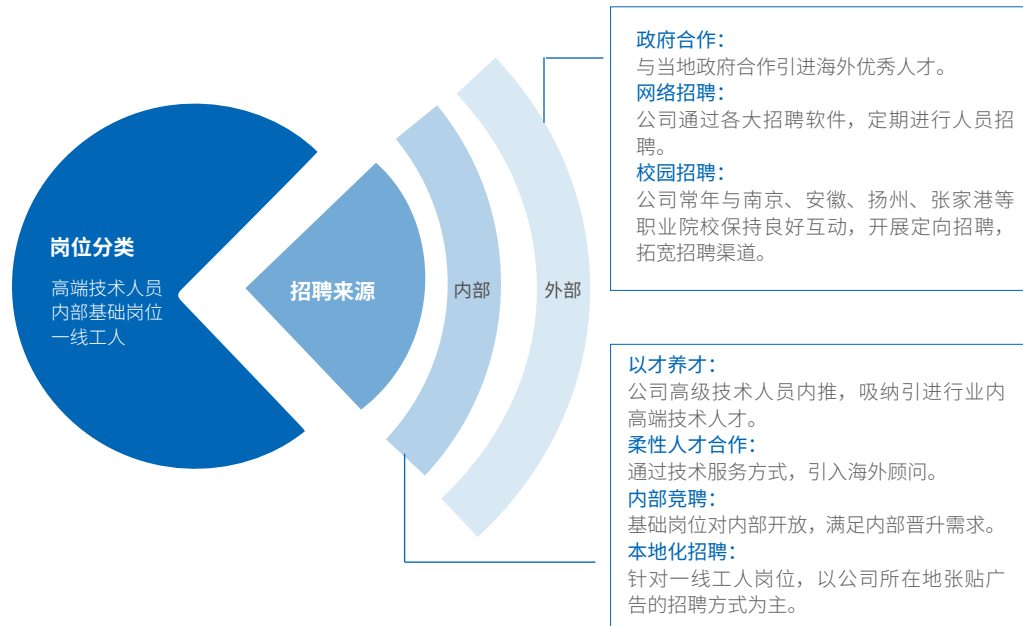 岗位分类
高端技术人员
内部基础岗位
一线工人
招聘来源
内部
外部
政府合作：
与当地政府合作引进海外优秀人才。
网络招聘：
公司通过各大招聘软件，定期进行人员招
聘。
校园招聘：
公司常年与南京、安徽、扬州、张家港等
职业院校保持良好互动，开展定向招聘，
拓宽招聘渠道。
以才养才：
公司高级技术人员内推，吸纳引进行业内
高端技术人才。
柔性人才合作：
通过技术服务方式，引入海外顾问。
内部竞聘：
基础岗位对内部开放，满足内部晋升需求。
本地化招聘：
针对一线工人岗位，以公司所在地张贴广
告的招聘方式为主。